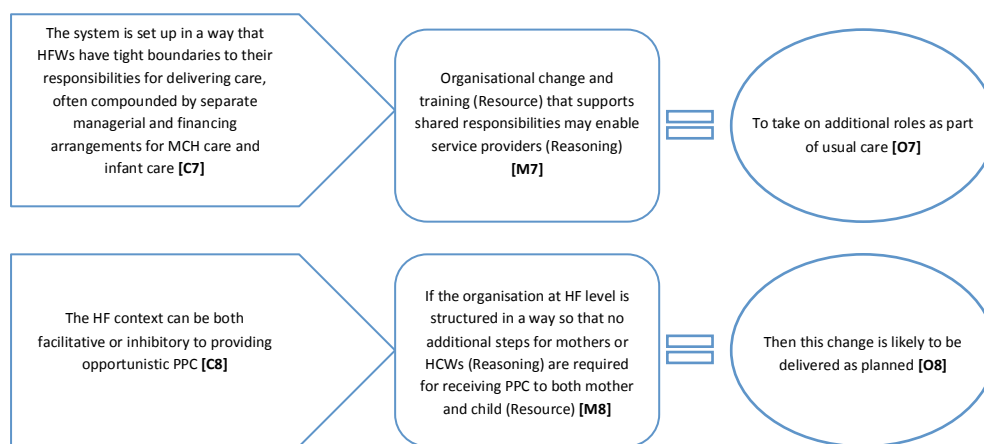 The system is set up in a way that
HFWs have tight boundaries to their
responsibilities for delivering care,
often compounded by separate
managerial and financing
arrangements for MCH care and
infant care [C7]
Organisational change and
training (Resource) that supports
shared responsibilities may enable
service providers (Reasoning)
[M7]
To take on additional roles as part
of usual care [O7]
The HF context can be both
facilitative or inhibitory to providing
opportunistic PPC [C8]
If the organisation at HF level is
structured in a way so that no
additional steps for mothers or
HCWs (Reasoning) are required
for receiving PPC to both mother
and child (Resource) [M8]
Then this change is likely to be
delivered as planned [O8]